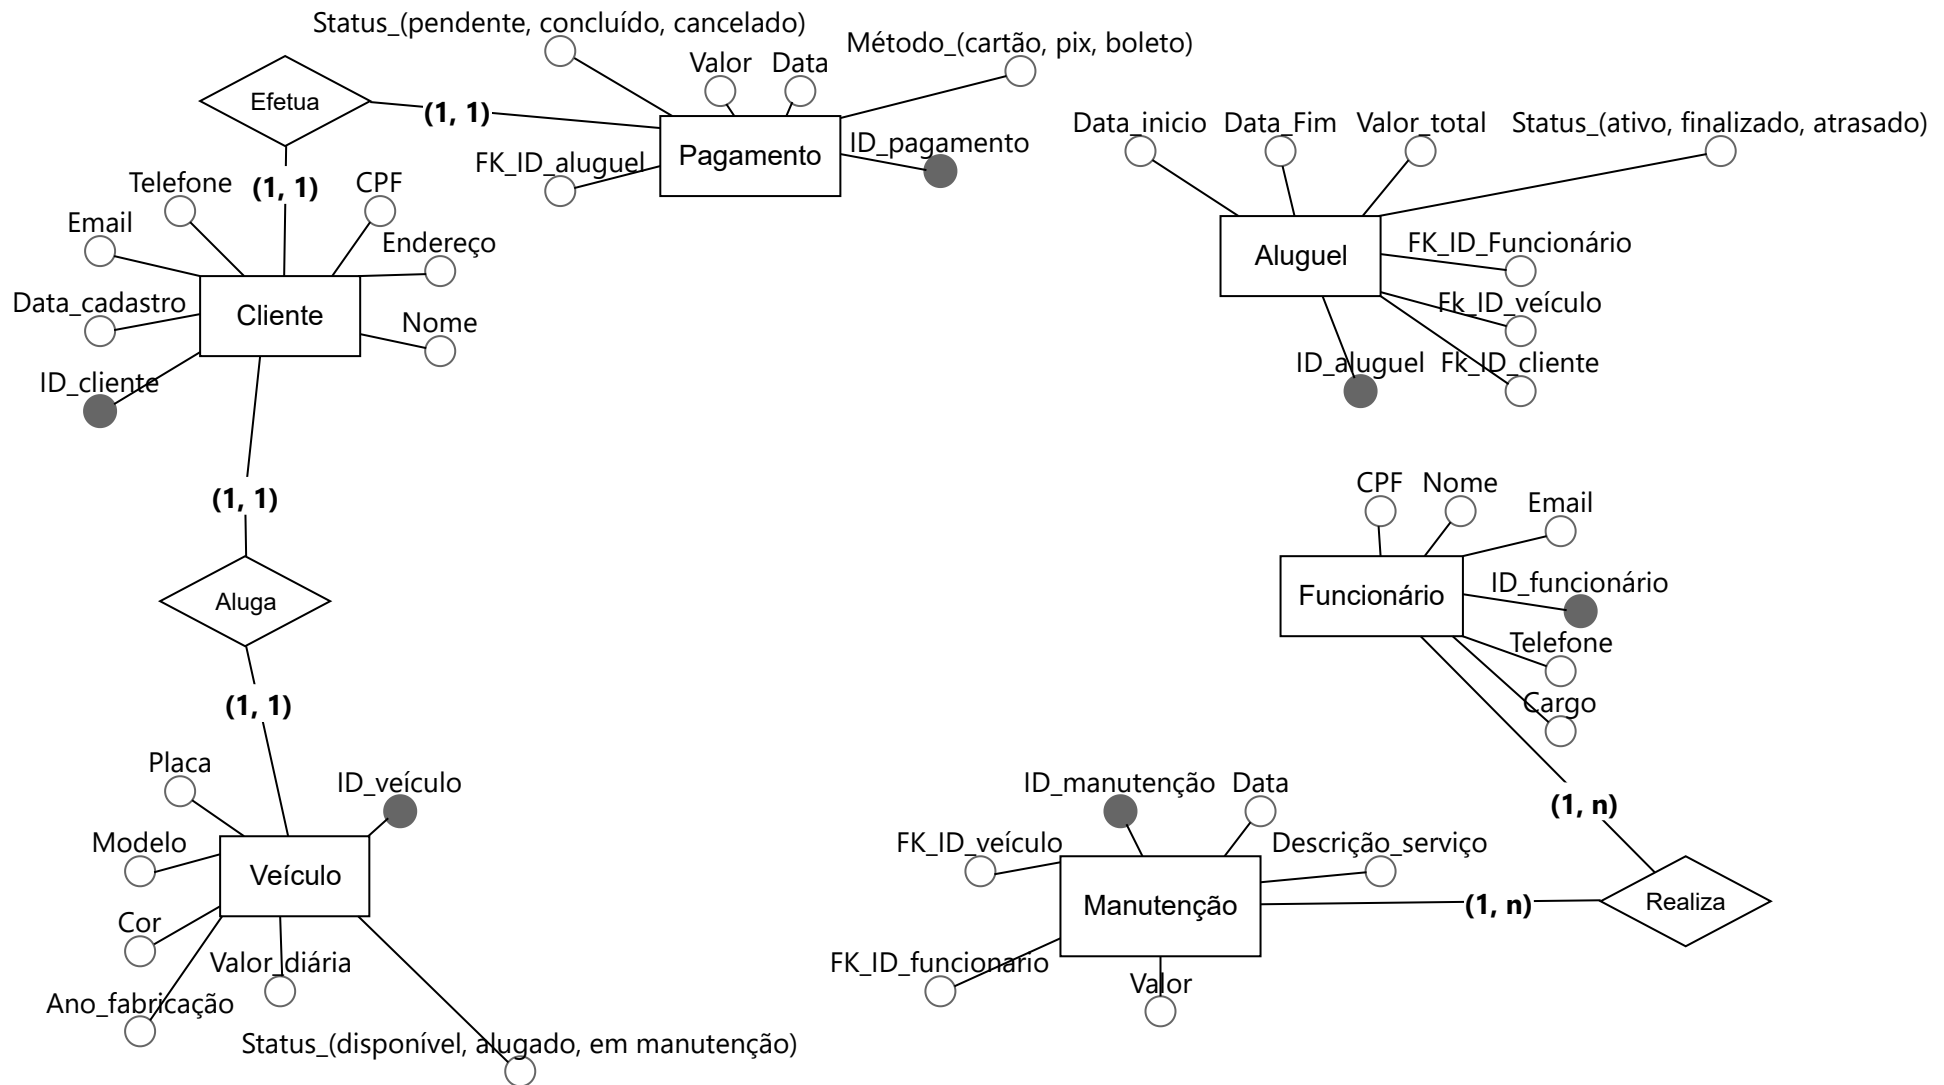 Status_(pendente, concluído, cancelado)
Método_(cartão, pix, boleto)
Valor
Data
Efetua
(1, 1)
Pagamento
ID_pagamento
FK_ID_aluguel
Data_inicio
Data_Fim
Valor_total
Status_(ativo, finalizado, atrasado)
Telefone
(1, 1)
CPF
Email
Endereço
Data_cadastro
Cliente
Nome
ID_cliente
Aluguel
FK_ID_Funcionário
Fk_ID_veículo
ID_aluguel
Fk_ID_cliente
(1, 1)
Aluga
(1, 1)
CPF
Nome
Email
Funcionário
ID_funcionário
Telefone
Cargo
(1, n)
Placa
ID_veículo
Modelo
Veículo
Cor
Valor_diária
Ano_fabricação
Status_(disponível, alugado, em manutenção)
ID_manutenção
Data
FK_ID_veículo
Descrição_serviço
Manutenção
(1, n)
Realiza
FK_ID_funcionario
Valor